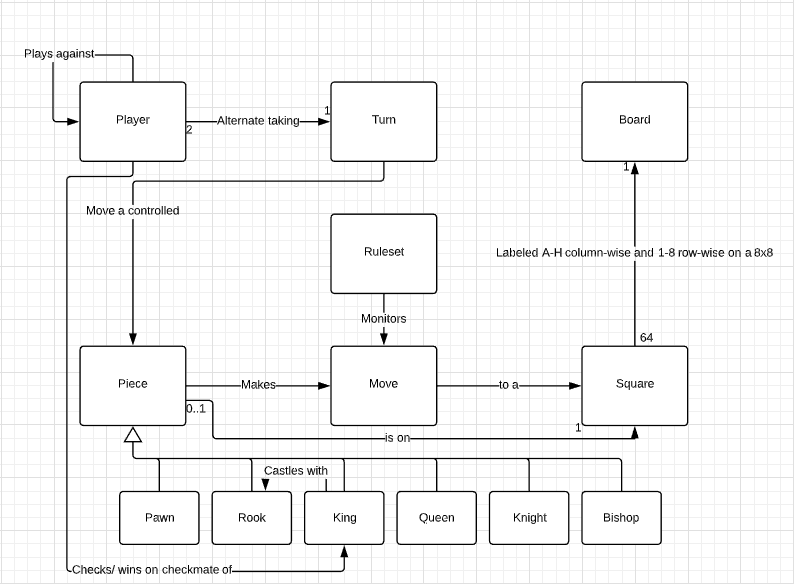 Plays against
Player
2
Alternate taking
1
Turn
Board
1
Move a controlled
Ruleset
Labeled A-H column-wise and 1-8 row-wise on a 8x8
Monitors
64
Piece
Makes
Move
to a
Square
0..1
1
is on
Castles with
Pawn
Rook
King
Queen
Knight
Bishop
Checks/ wins on checkmate of